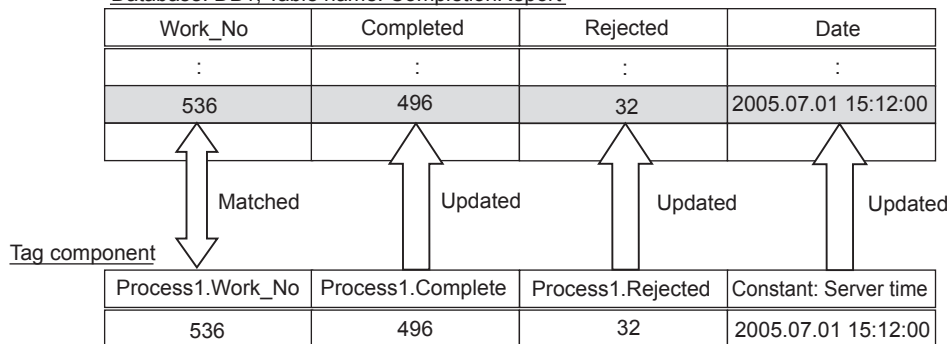 Database: DB1, Table name: CompletionReport
Work_No Completed Rejected Date
: : : :
536 496 32 2005.07.01 15:12:00
Matched Updated Updated Updated
Tag component
Process1.Work_No Process1.Complete Process1.Rejected Constant: Server time
536 496 32 2005.07.01 15:12:00